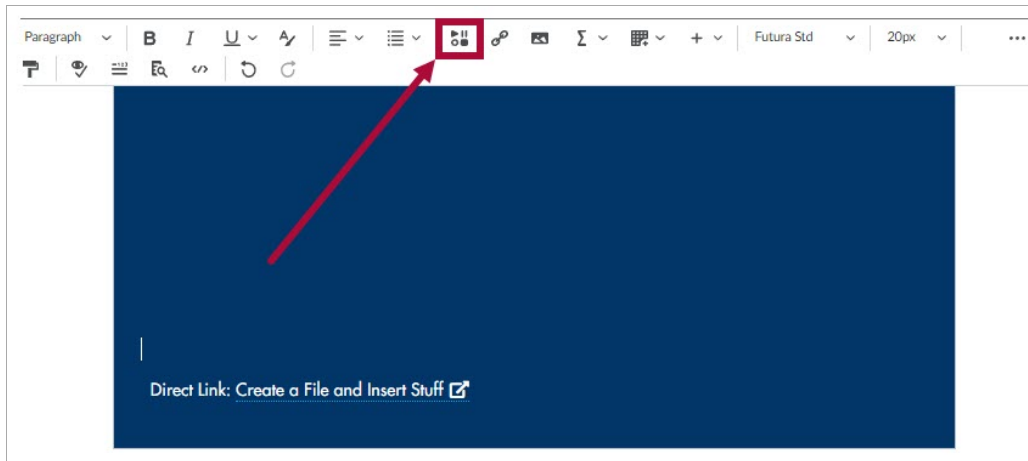 Paragraph B I U Σ + Futura Std 20px ...
</>
Direct Link: Create a File and Insert Stuff